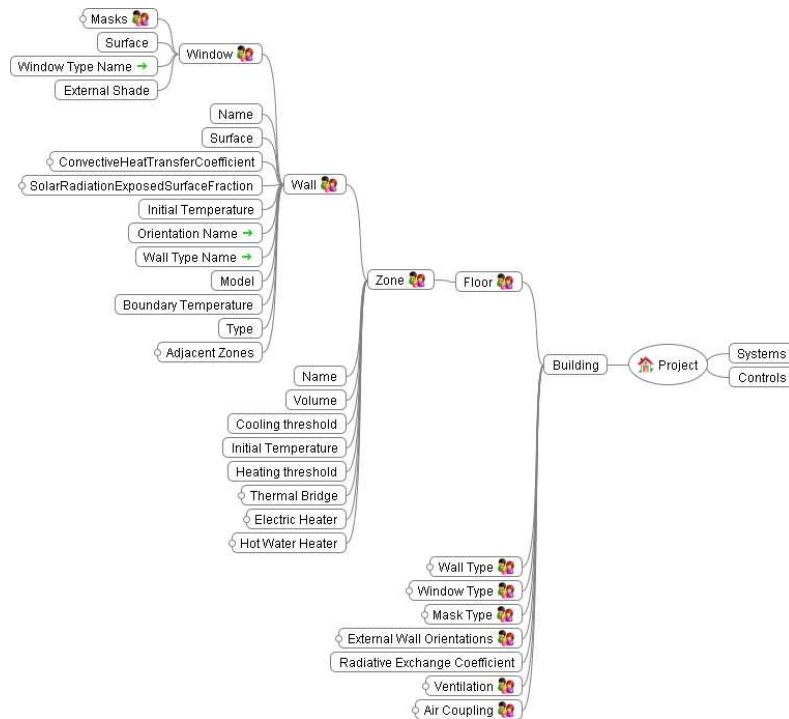 Masks
Surface
Window Type Name
External Shade
Window
Name
Surface
ConvectiveHeatTransferCoefficient
SolarRadiationExposedSurfaceFraction
Initial Temperature
Orientation Name
Wall Type Name
Model
Boundary Temperature
Type
Adjacent Zones
Wall
Name
Volume
Cooling threshold
Initial Temperature
Heating threshold
Thermal Bridge
Electric Heater
Hot Water Heater
Zone
Floor
Wall Type
Window Type
Mask Type
External Wall Orientations
Radiative Exchange Coefficient
Ventilation
Air Coupling
Building
Project
Systems
Controls